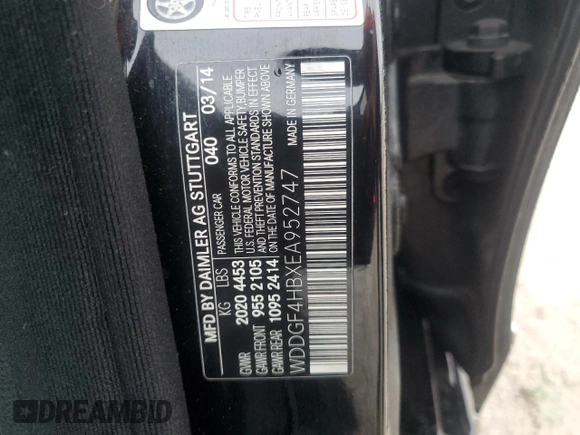 MFD BY DAIMLER AG STUTTGART
PASSENGER CAR 040 03/14
KG LBS
GVWR 2020 4453
GAWR FRONT 955 2105
GAWR REAR 1095 2414
THIS VEHICLE CONFORMS TO ALL APPLICABLE
U.S. FEDERAL MOTOR VEHICLE SAFETY, BUMPER
AND THEFT PREVENTION STANDARDS IN EFFECT
ON THE DATE OF MANUFACTURE SHOWN ABOVE
WDDGF4HBXEA952747
MADE IN GERMANY
DREAMBID